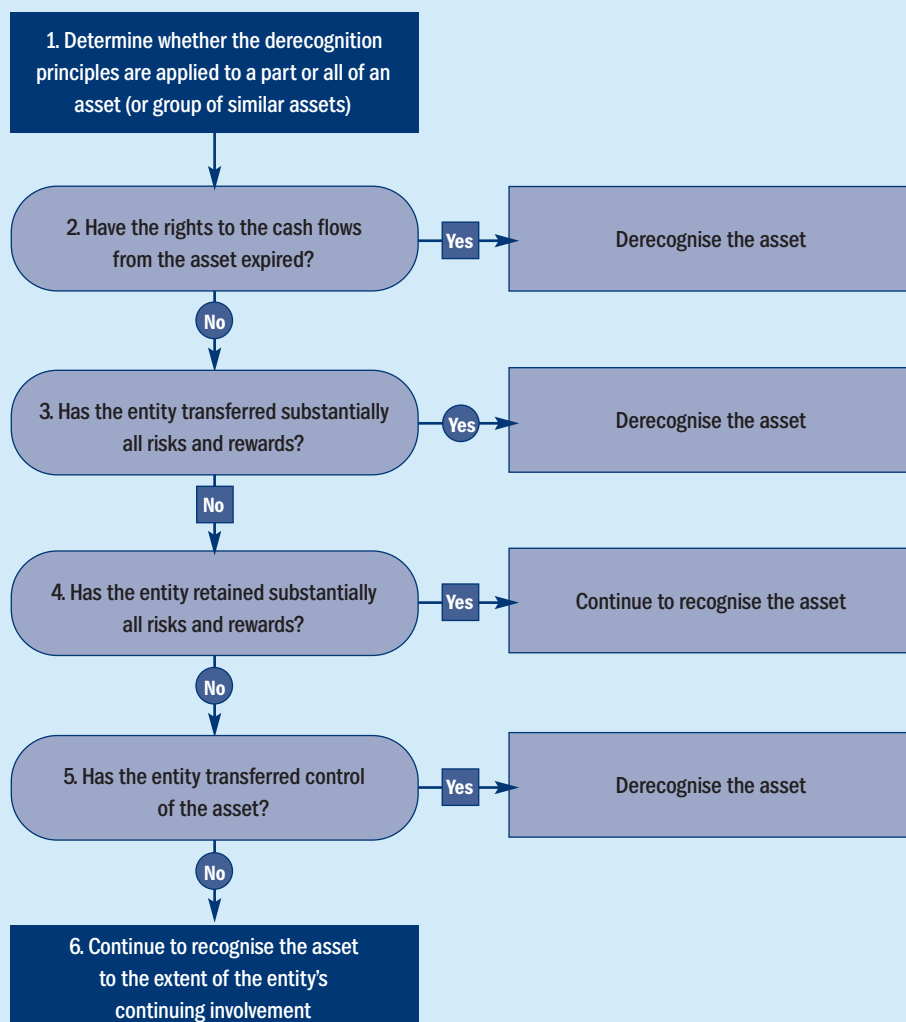 1. Determine whether the derecognition
principles are applied to a part or all of an
asset (or group of similar assets)
2. Have the rights to the cash flows
from the asset expired?
Yes
Derecognise the asset
No
3. Has the entity transferred substantially
all risks and rewards?
Yes
Derecognise the asset
No
4. Has the entity retained substantially
all risks and rewards?
Yes
Continue to recognise the asset
No
5. Has the entity transferred control
of the asset?
Yes
Derecognise the asset
No
6. Continue to recognise the asset
to the extent of the entity’s
continuing involvement